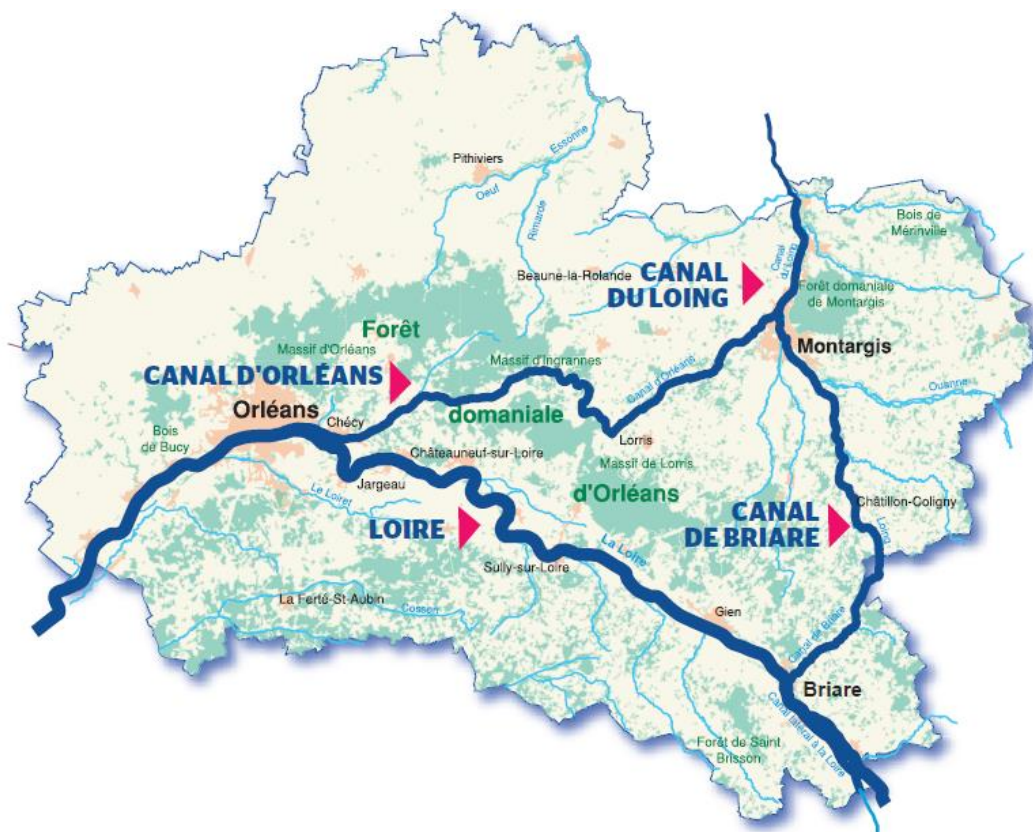 Essonne
Pithiviers
Oeuf
Rimarde
Bois de
Mérinville
Canal
du Loing
Beaune-la-Rolande
CANAL
DU LOING
Forêt domaniale
de Montargis
Forêt
Massif d'Orléans
Montargis
Massif d'Ingrannes
CANAL D'ORLÉANS
Canal d'Orléans
Ouanne
Orléans
domaniale
Chécy
Bois
de Bucy
Lorris
Châteauneuf-sur-Loire
Massif de Lorris
Jargeau
Le Loiret
d'Orléans
Châtillon-Coligny
CANAL
DE BRIARE
LOIRE
Loing
La Loire
Sully-sur-Loire
La Ferté-St-Aubin
Cosson
Gien
Canal de Briare
Briare
Canal latéral à la Loire
Forêt de Saint
Brisson